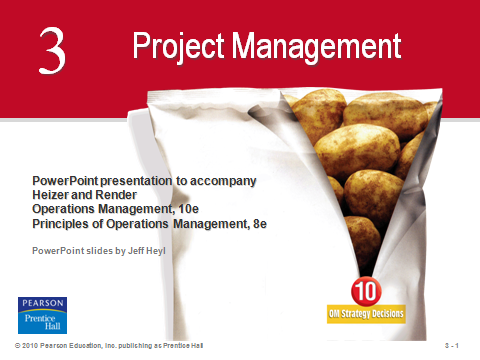 3
Project Management
PowerPoint presentation to accompany
Heizer and Render
Operations Management, 10e
Principles of Operations Management, 8e
PowerPoint slides by Jeff Heyl
10
OM Strategy Decisions
PEARSON
Prentice
Hall
© 2010 Pearson Education, Inc. publishing as Prentice Hall
3 - 1